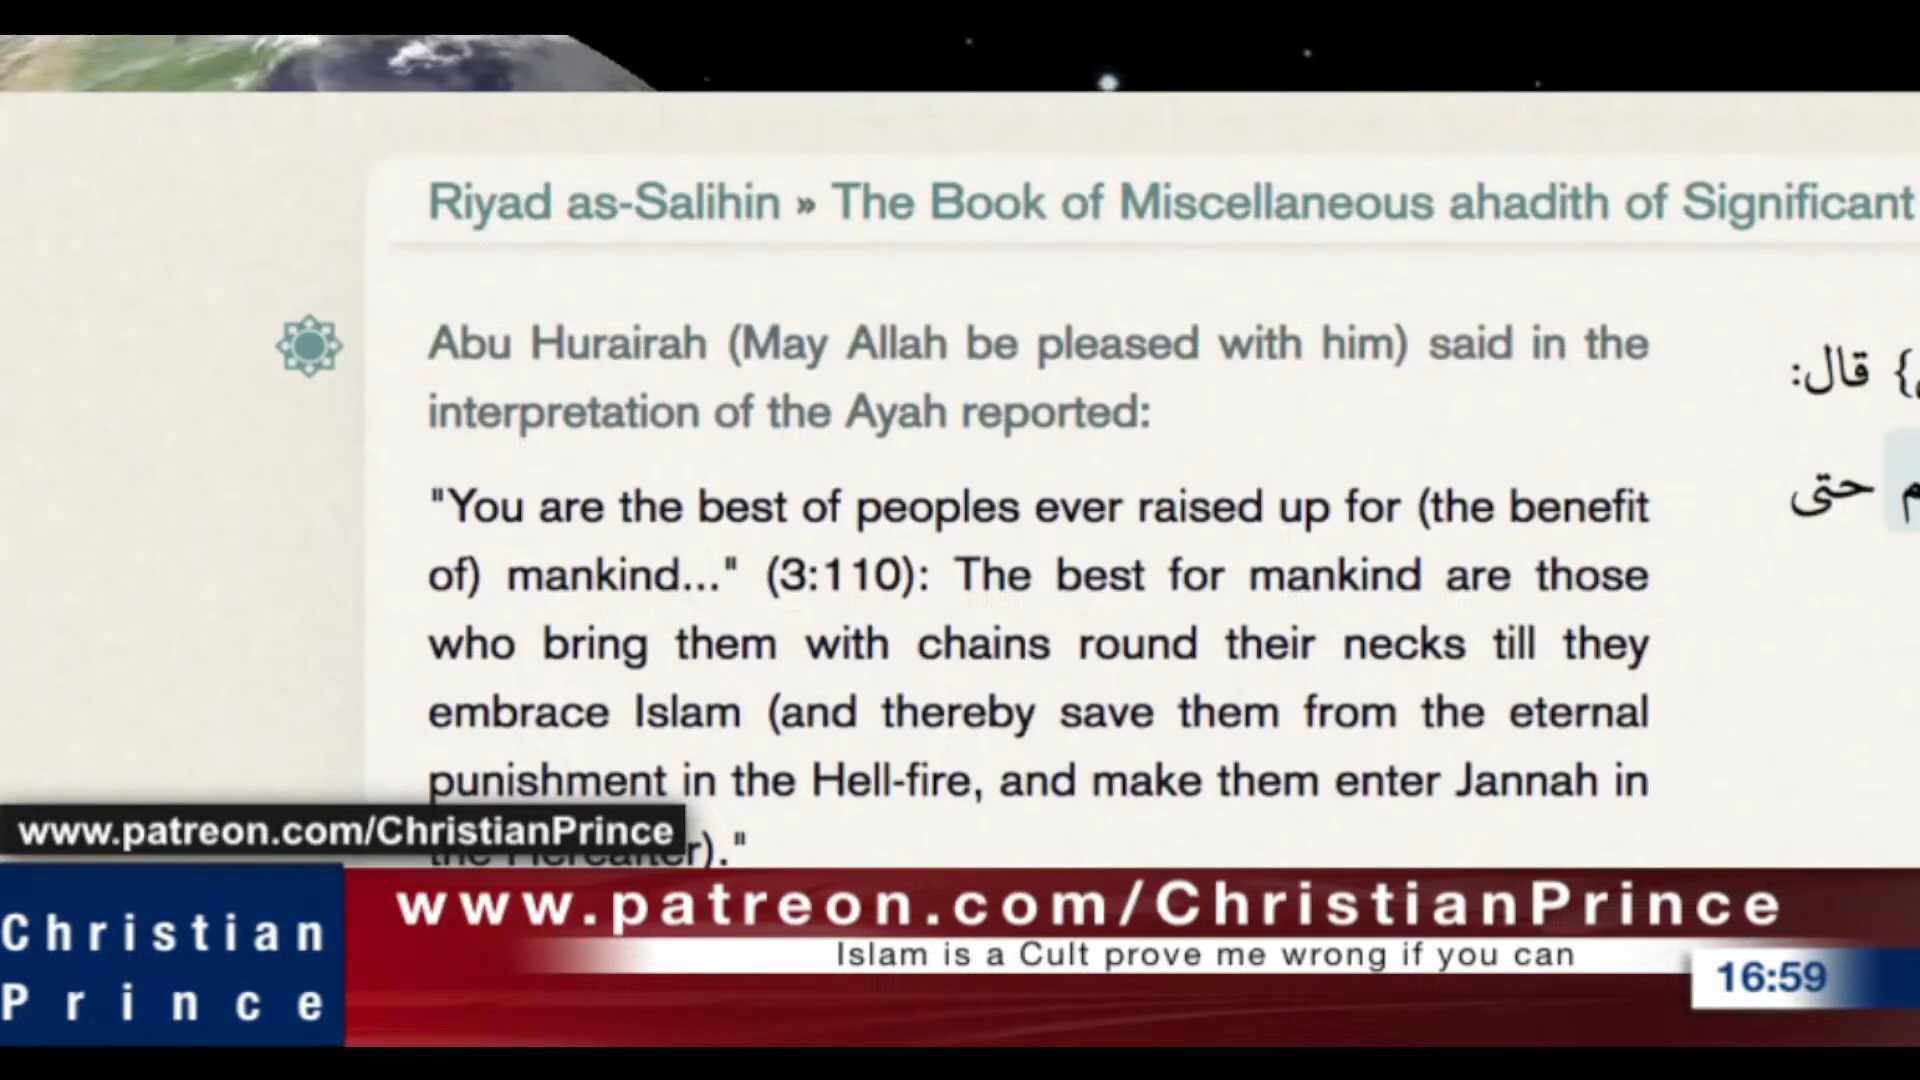 Riyad as-Salihin » The Book of Miscellaneous ahadith of Significant
Abu Hurairah (May Allah be pleased with him) said in the
interpretation of the Ayah reported:
"You are the best of peoples ever raised up for (the benefit
of) mankind..." (3:110): The best for mankind are those
who bring them with chains round their necks till they
embrace Islam (and thereby save them from the eternal
punishment in the Hell-fire, and make them enter Jannah in
the Hereafter)."
} قال:
حتى
www.patreon.com/ChristianPrince
Christian
Prince
www.patreon.com/ChristianPrince
Islam is a Cult prove me wrong if you can
16:59